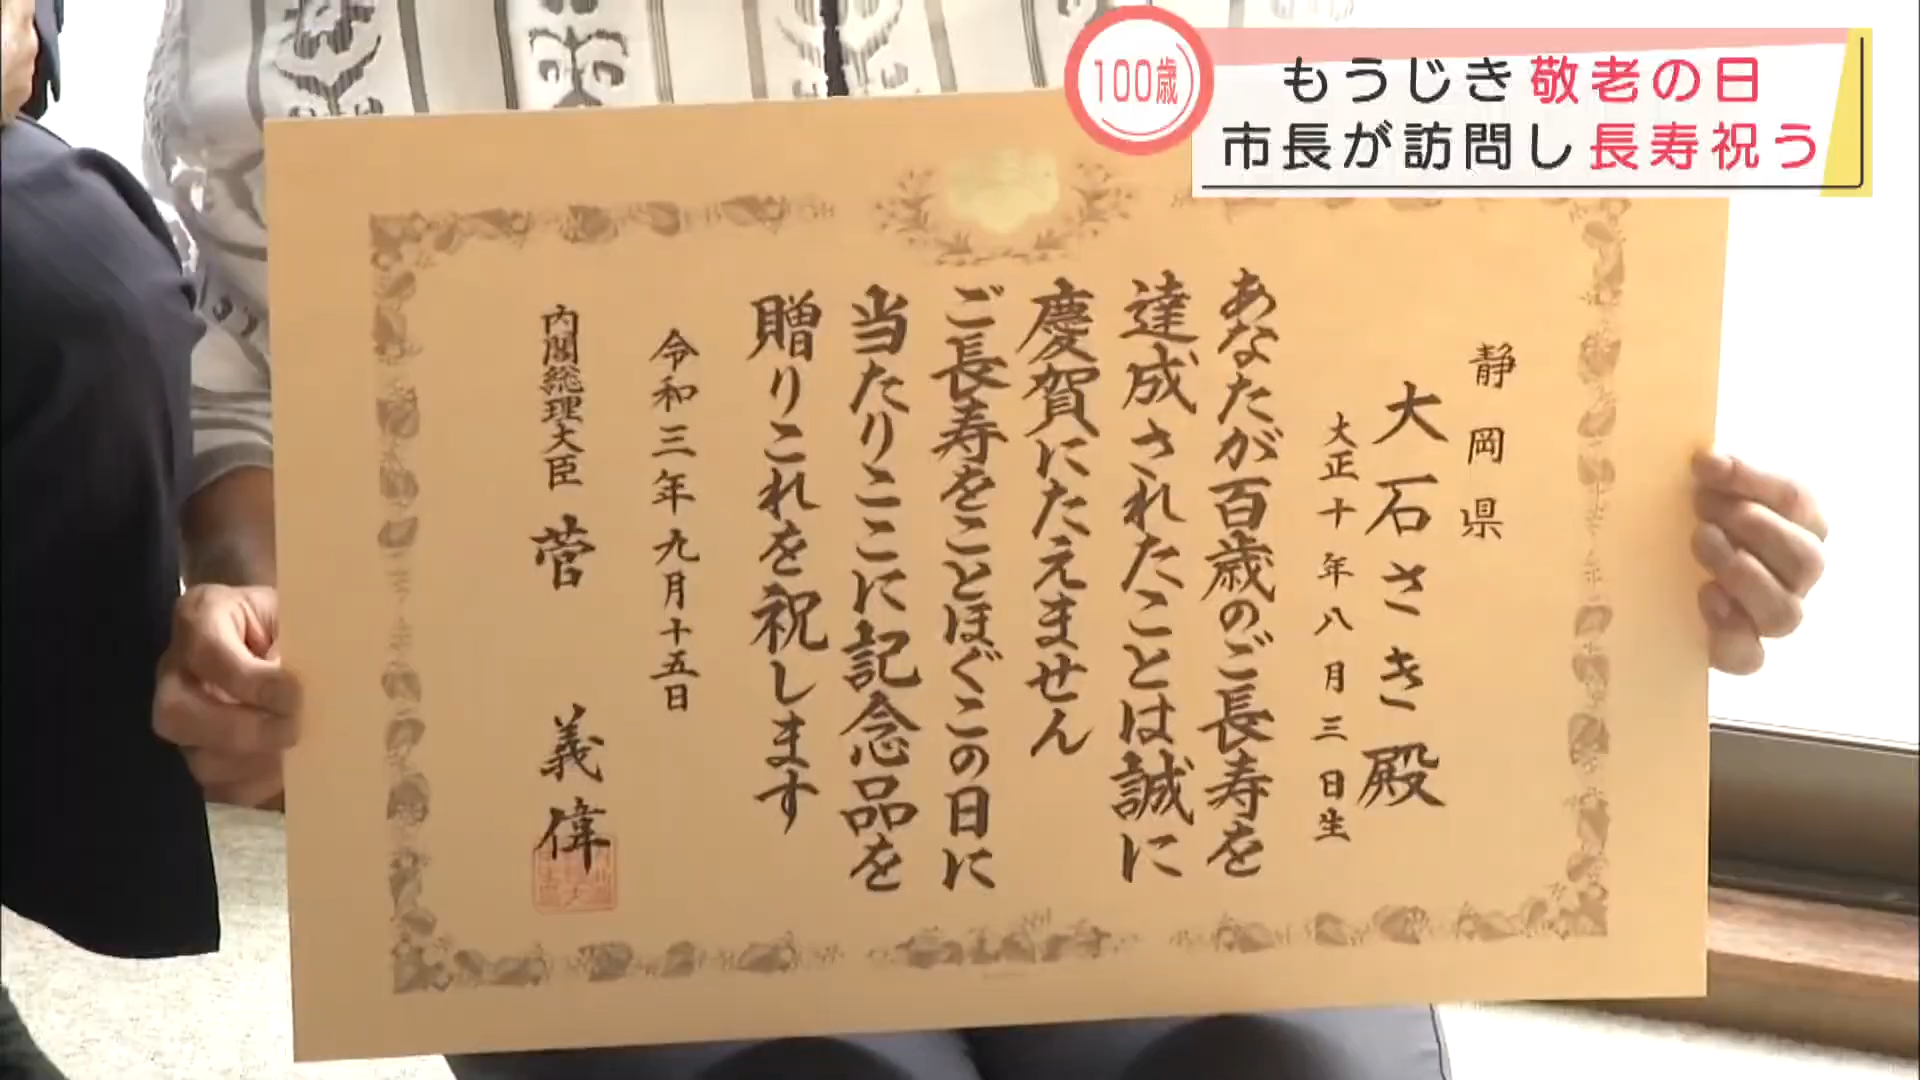 100歳
もうじき敬老の日
市長が訪問し長寿祝う
静岡県
大石さき殿
大正十年八月三日生
あなたが百歳のご長寿を
達成されたことは誠に
慶賀にたえません
ご長寿をことほぐこの日に
当たりここに記念品を
贈りこれを祝します
令和三年九月十五日
内閣総理大臣 菅 義偉